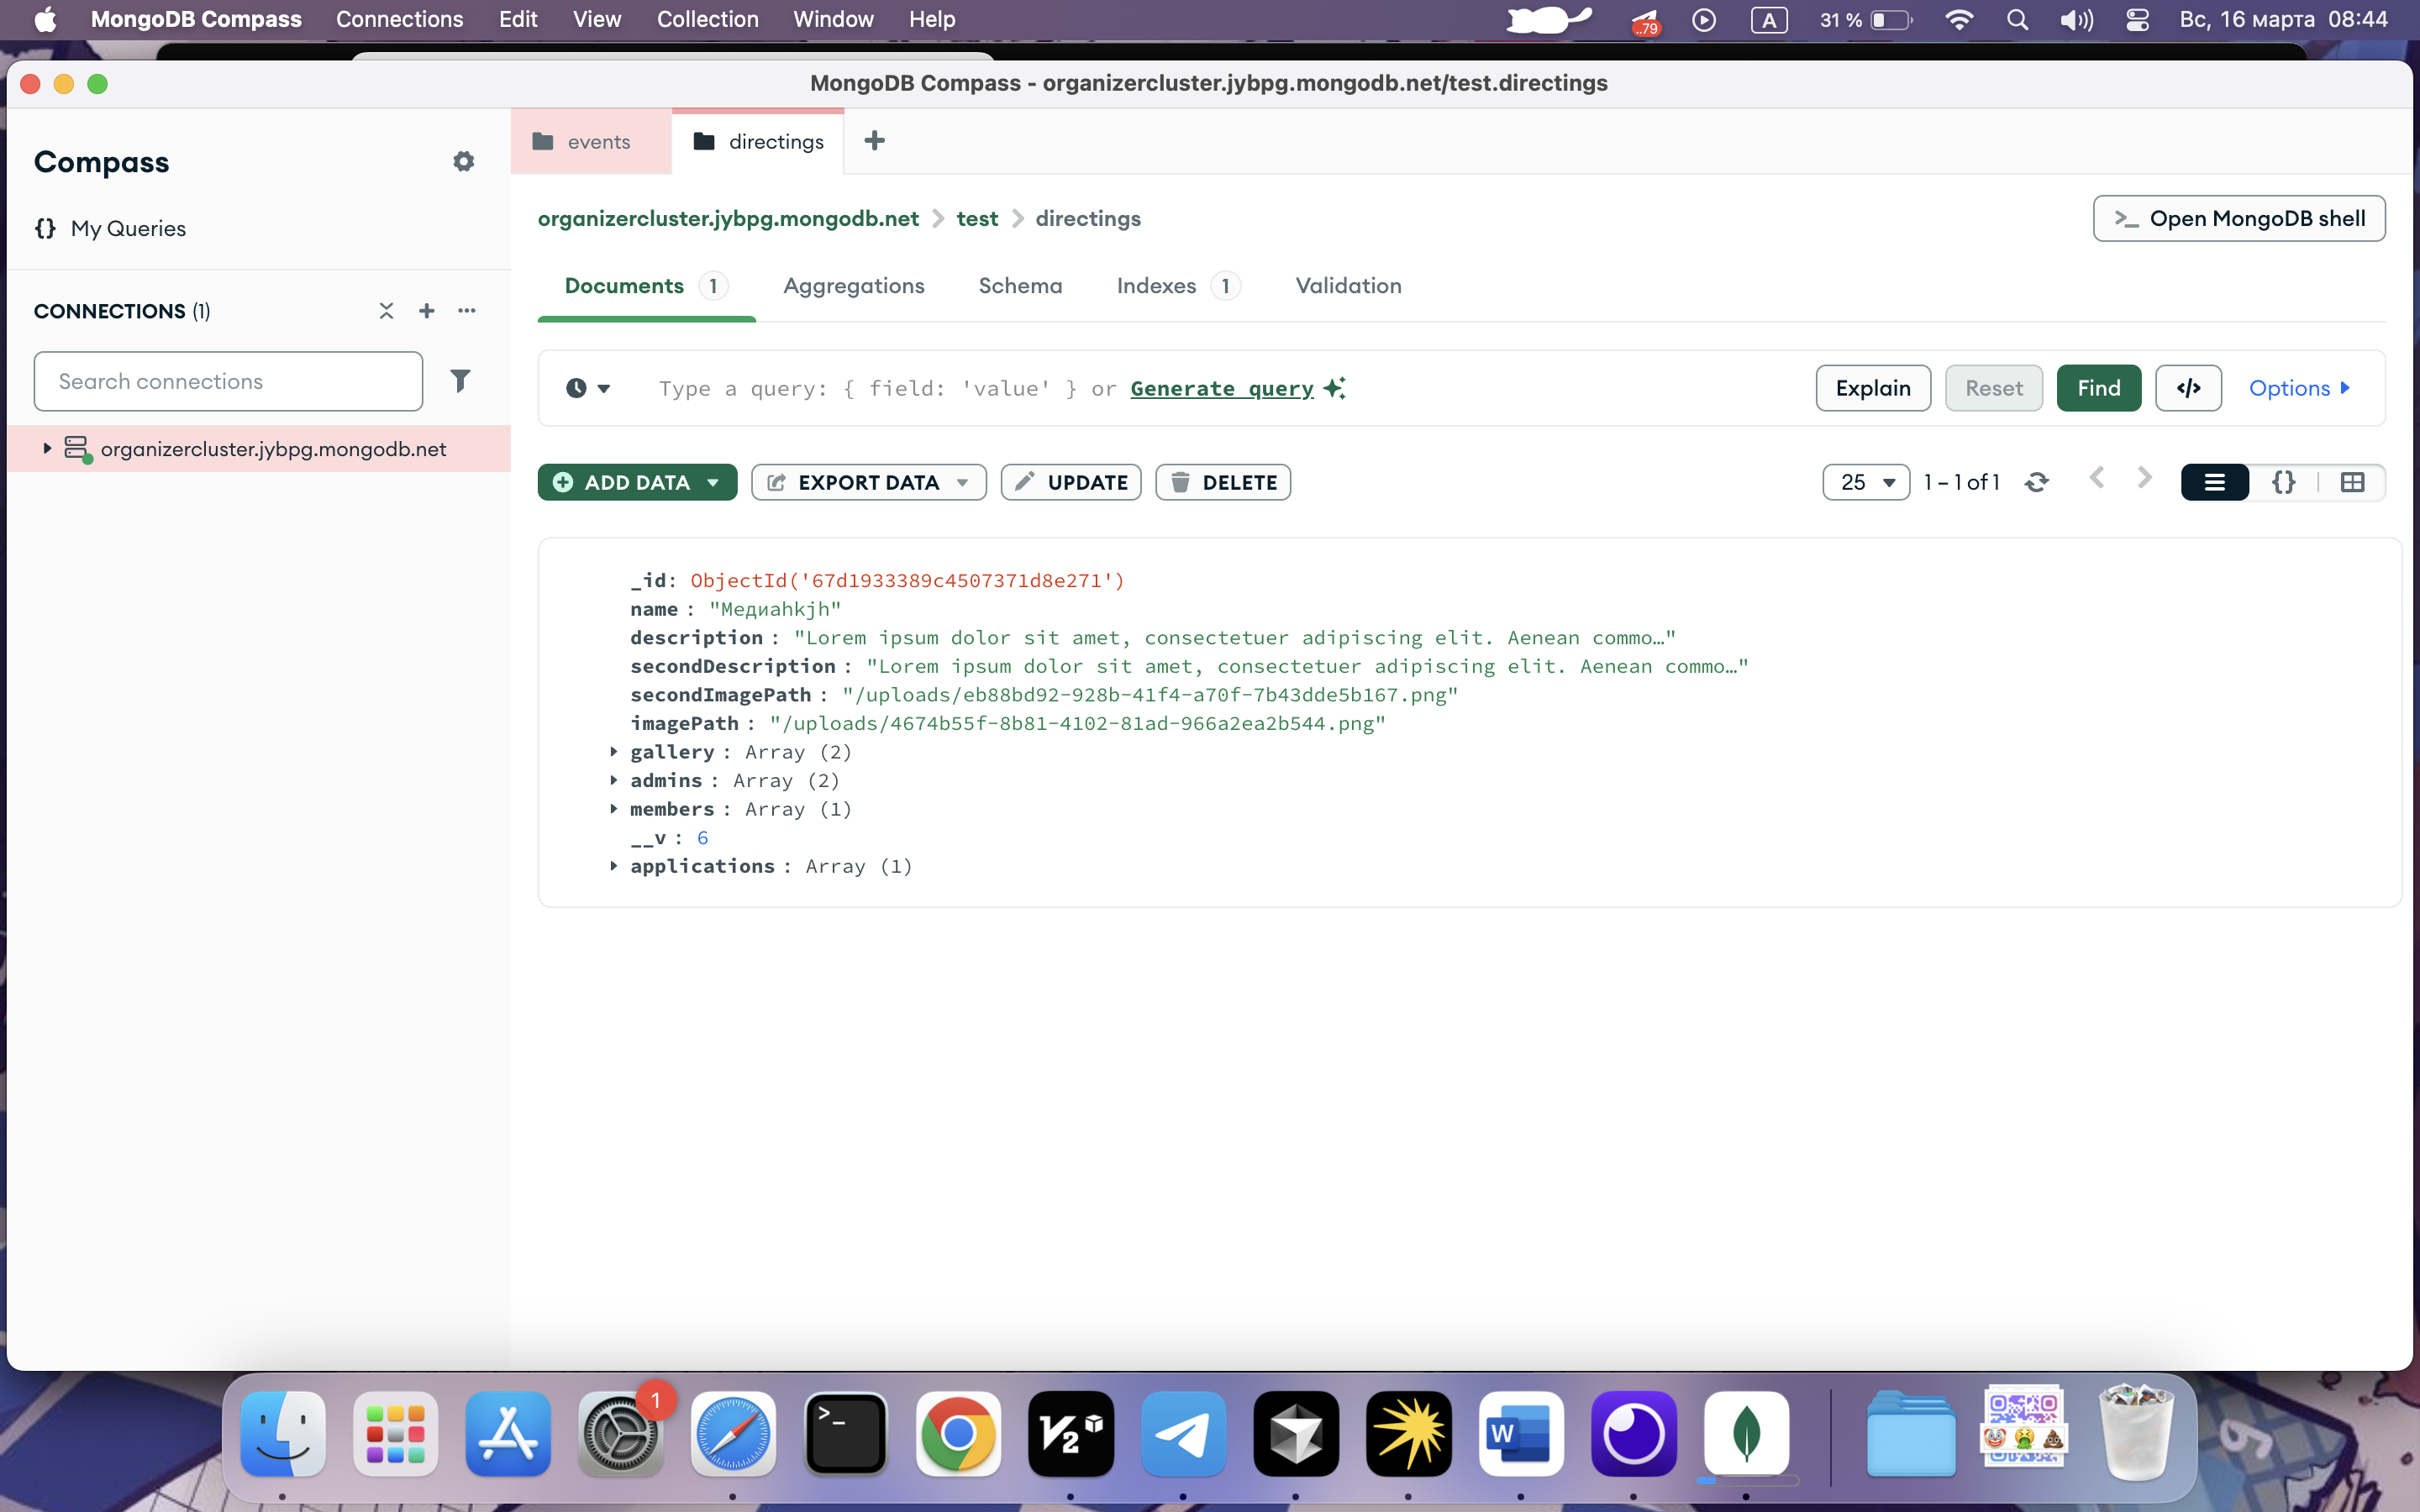 MongoDB Compass Connections Edit View Collection Window Help
..79 A 31 % Вс, 16 марта 08:44
MongoDB Compass - organizercluster.jybpg.mongodb.net/test.directings
Compass
{} My Queries
CONNECTIONS (1)
Search connections
organizercluster.jybpg.mongodb.net
events directings
organizercluster.jybpg.mongodb.net > test > directings
>_ Open MongoDB shell
Documents 1 Aggregations Schema Indexes 1 Validation
Type a query: { field: 'value' } or Generate query
Explain Reset Find </> Options
ADD DATA EXPORT DATA UPDATE DELETE
25 1 – 1 of 1 {}
_id: ObjectId('67d1933389c4507371d8e271')
name : "Медиаhkjh"
description : "Lorem ipsum dolor sit amet, consectetuer adipiscing elit. Aenean commo…"
secondDescription : "Lorem ipsum dolor sit amet, consectetuer adipiscing elit. Aenean commo…"
secondImagePath : "/uploads/eb88bd92-928b-41f4-a70f-7b43dde5b167.png"
imagePath : "/uploads/4674b55f-8b81-4102-81ad-966a2ea2b544.png"
gallery : Array (2)
admins : Array (2)
members : Array (1)
__v : 6
applications : Array (1)
1
>_
V2
W